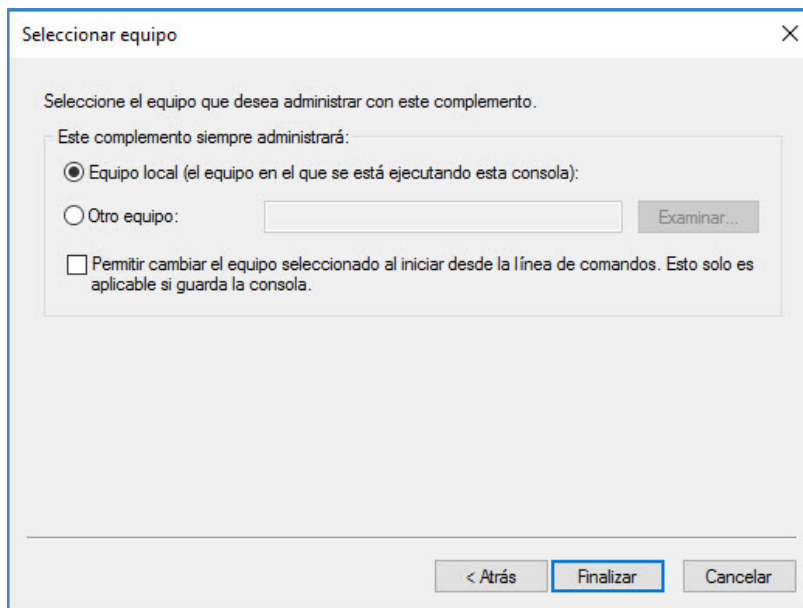 Seleccionar equipo
Seleccione el equipo que desea administrar con este complemento.
Este complemento siempre administrará:
Equipo local (el equipo en el que se está ejecutando esta consola):
Otro equipo:
Examinar...
Permitir cambiar el equipo seleccionado al iniciar desde la línea de comandos. Esto solo es
aplicable si guarda la consola.
< Atrás
Finalizar
Cancelar